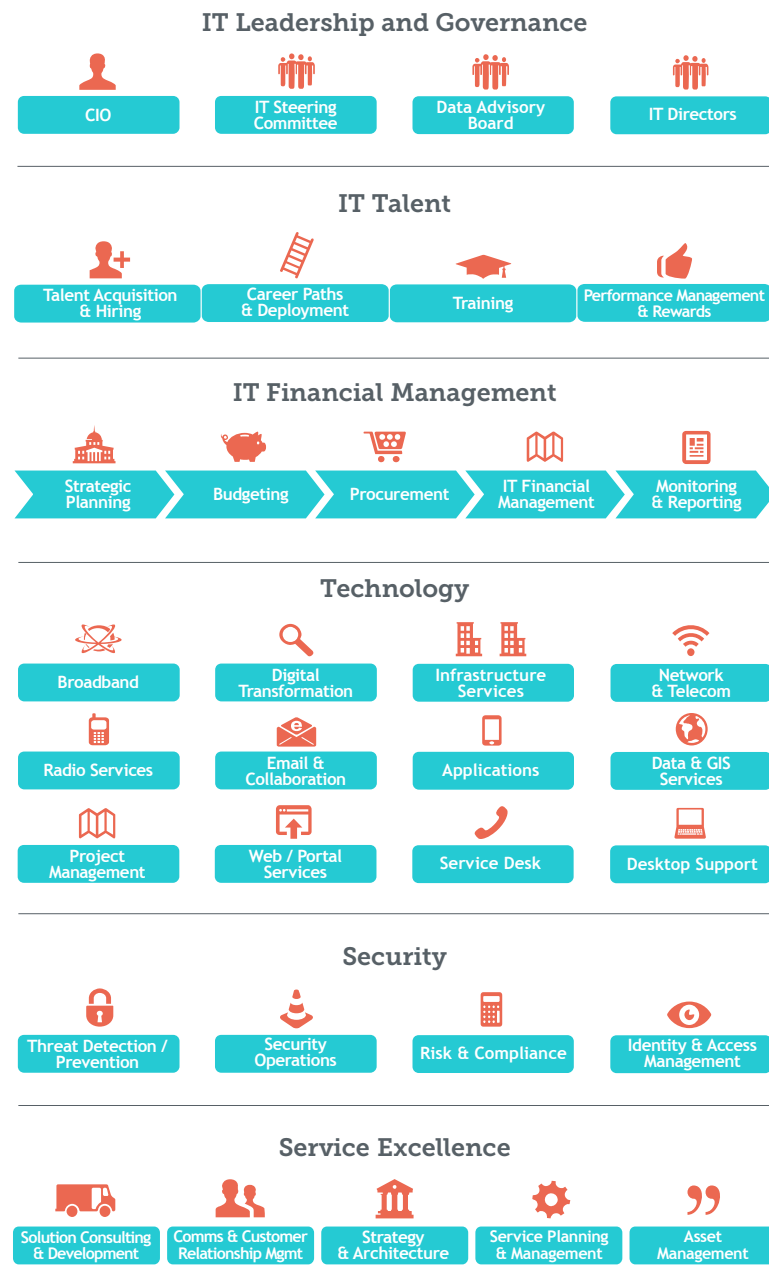 IT Leadership and Governance
CIO
IT Steering
Committee
Data Advisory
Board
IT Directors
IT Talent
Talent Acquisition
& Hiring
Career Paths
& Deployment
Training
Performance Management
& Rewards
IT Financial Management
Strategic
Planning
Budgeting
Procurement
IT Financial
Management
Monitoring
& Reporting
Technology
Broadband
Digital
Transformation
Infrastructure
Services
Network
& Telecom
e
Radio Services
Email &
Collaboration
Applications
Data & GIS
Services
Project
Management
Web / Portal
Services
Service Desk
Desktop Support
Security
Threat Detection /
Prevention
Security
Operations
Risk & Compliance
Identity & Access
Management
Service Excellence
Solution Consulting
& Development
Comms & Customer
Relationship Mgmt
Strategy
& Architecture
Service Planning
& Management
Asset
Management